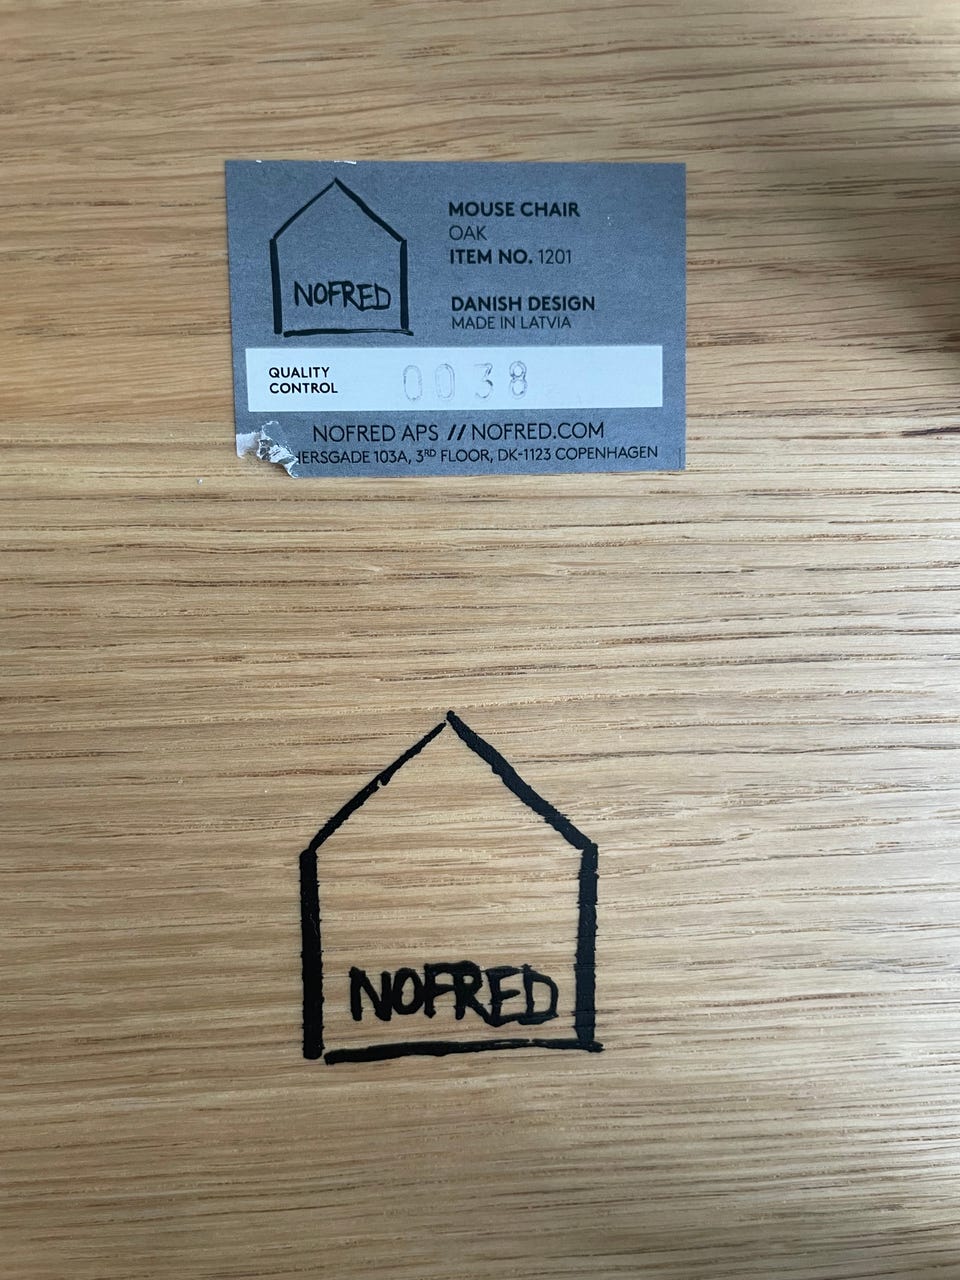 NOFRED
MOUSE CHAIR
OAK
ITEM NO. 1201
DANISH DESIGN
MADE IN LATVIA
QUALITY
CONTROL
0038
NOFRED APS // NOFRED.COM
103A, 3RD FLOOR, DK-1123 COPENHAGEN
NOFRED